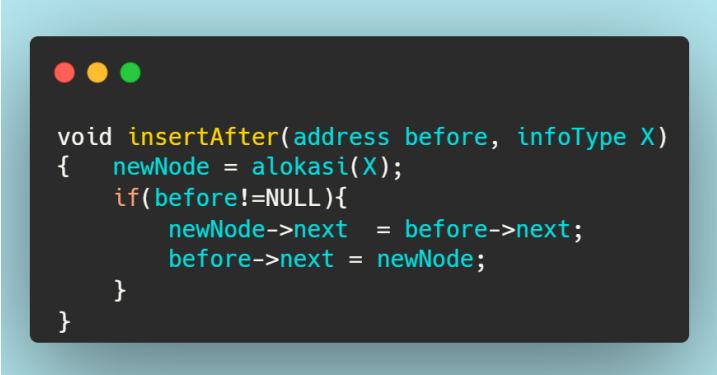 void insertAfter(address before, infoType X)
{   newNode = alokasi(X);
    if(before!=NULL){
        newNode->next  = before->next;
        before->next = newNode;
    }
}